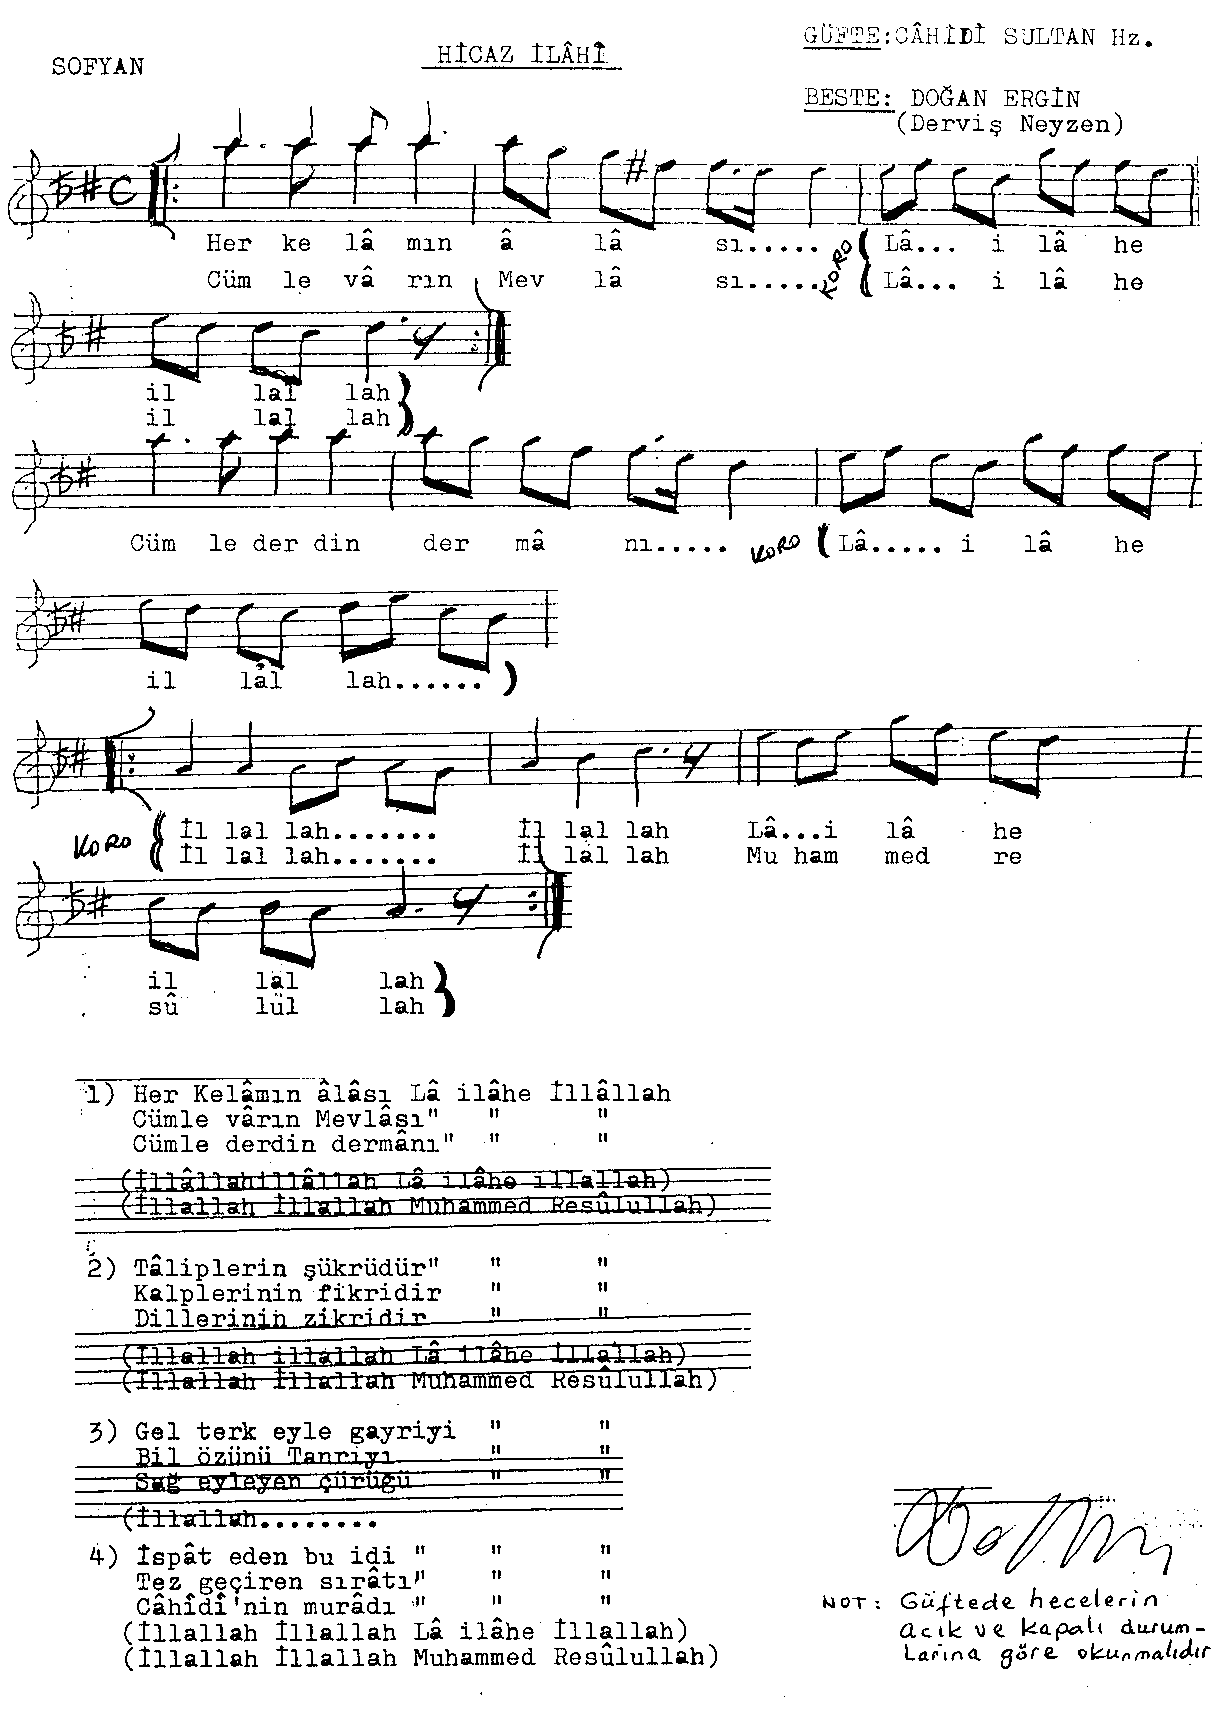 SOFYAN
HİCAZ İLÂHİ
GÜFTE:CÂHİDİ SULTAN Hz.
BESTE: DOĞAN ERGİN
(Derviş Neyzen)
Her ke lâ mın â lâ sı..... KORO (Lâ... i lâ he
Cüm le vâ rın Mev lâ sı..... (Lâ... i lâ he
il lal lah)
il lal lah)
Cüm le der din der mâ nı..... KORO (Lâ..... i lâ he
il lâl lah......)
KORO (İl lal lah....... İl lal lah Lâ...i lâ he
(İl lal lah....... İl lal lah Mu ham med re
il lal lah)
sû lül lah)
1) Her Kelâmın âlâsı Lâ ilâhe İllâllah
Cümle vârın Mevlâsı" " "
Cümle derdin dermânı" " "
(İllâllahillâllah Lâ ilâhe ıllallah)
(İllallah İllallah Muhammed Resûlullah)
2) Tâliplerin şükrüdür" " "
Kalplerinin fikridir " "
Dillerinin zikridir " "
(İllallah illallah Lâ ilâhe İllallah)
(İllallah İllallah Muhammed Resûlullah)
3) Gel terk eyle gayriyi " "
Bil özünü Tanrıyı " "
Sağ eyleyen çürüğü " "
(İllallah........
4) İspât eden bu idi " " "
Tez geçiren sırâtı" " "
Câhîdî'nin murâdı " " "
(İllallah İllallah Lâ ilâhe İllallah)
(İllallah İllallah Muhammed Resûlullah)
NOT: Güftede hecelerin
acık ve kapalı durum-
larına göre okunmalıdır